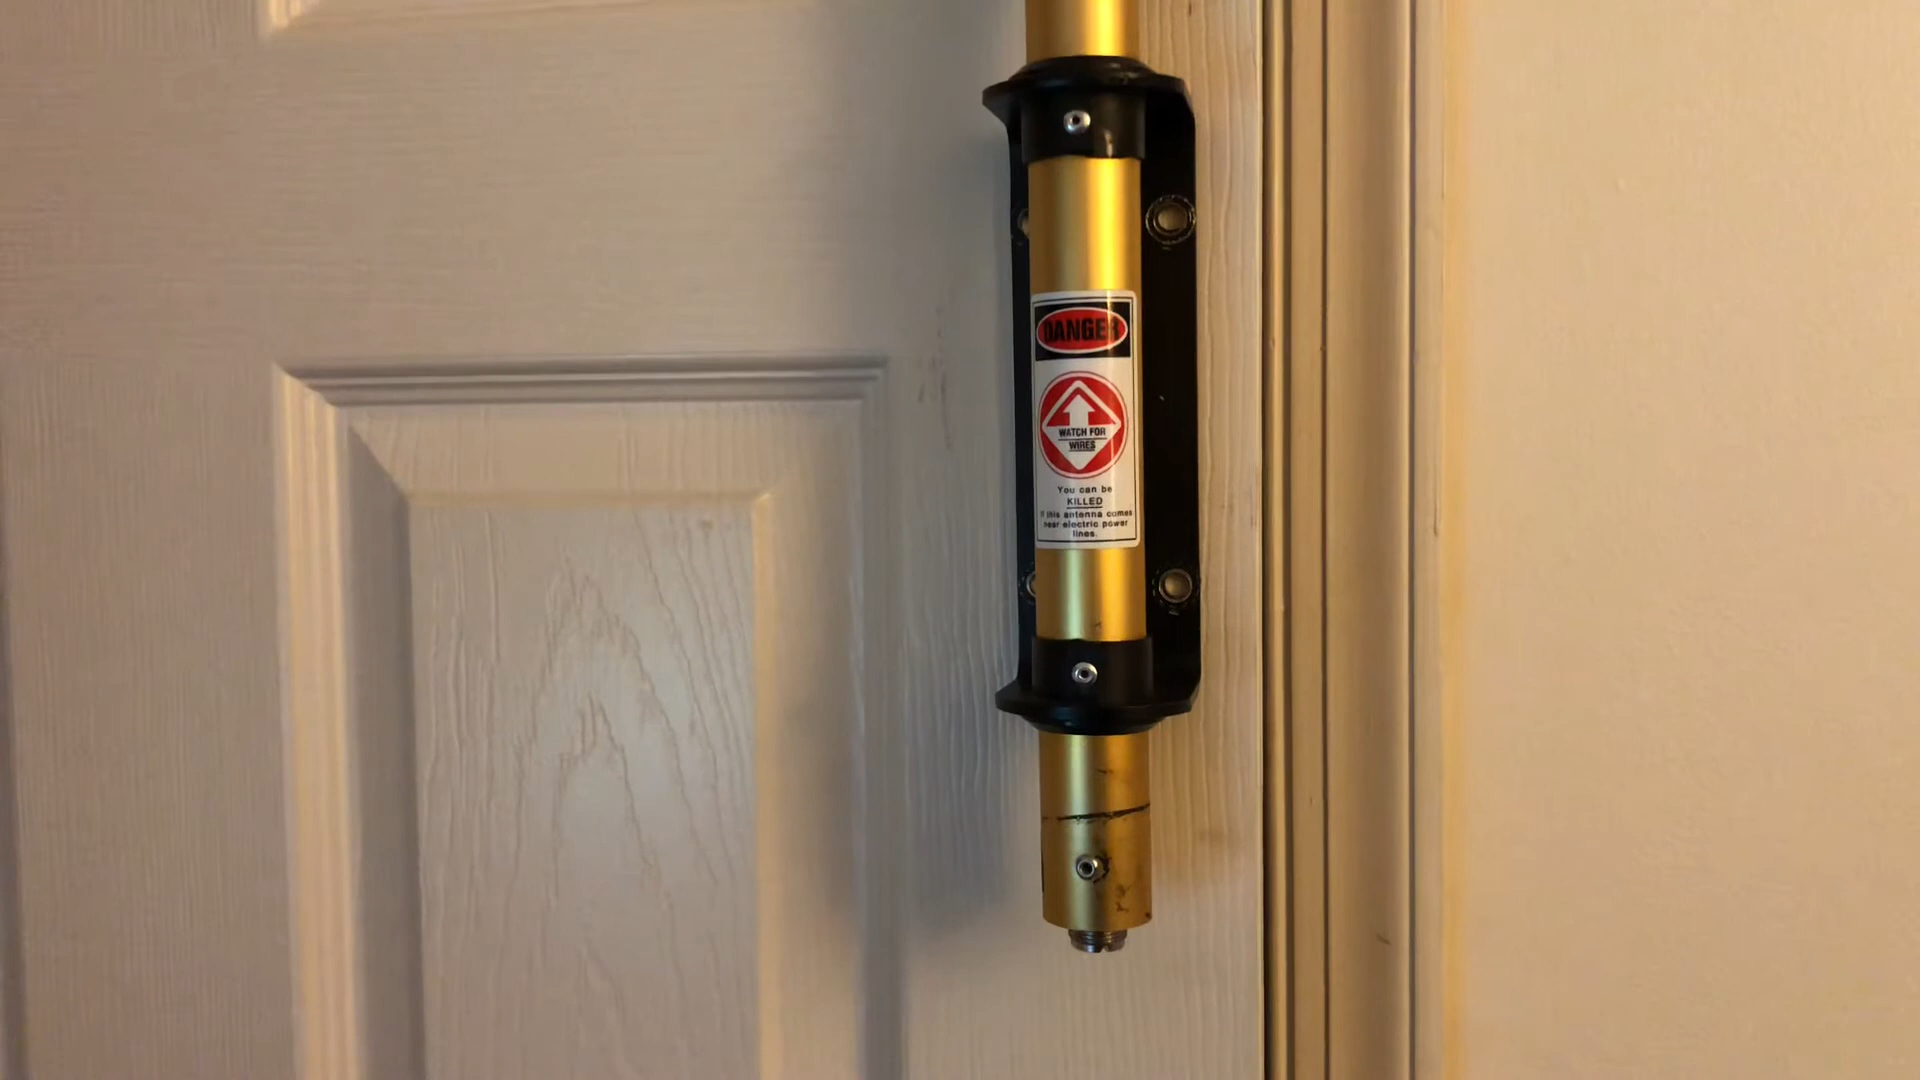 DANGER
WATCH FOR
WIRES
You can be
KILLED
if this antenna comes
near electric power
lines.